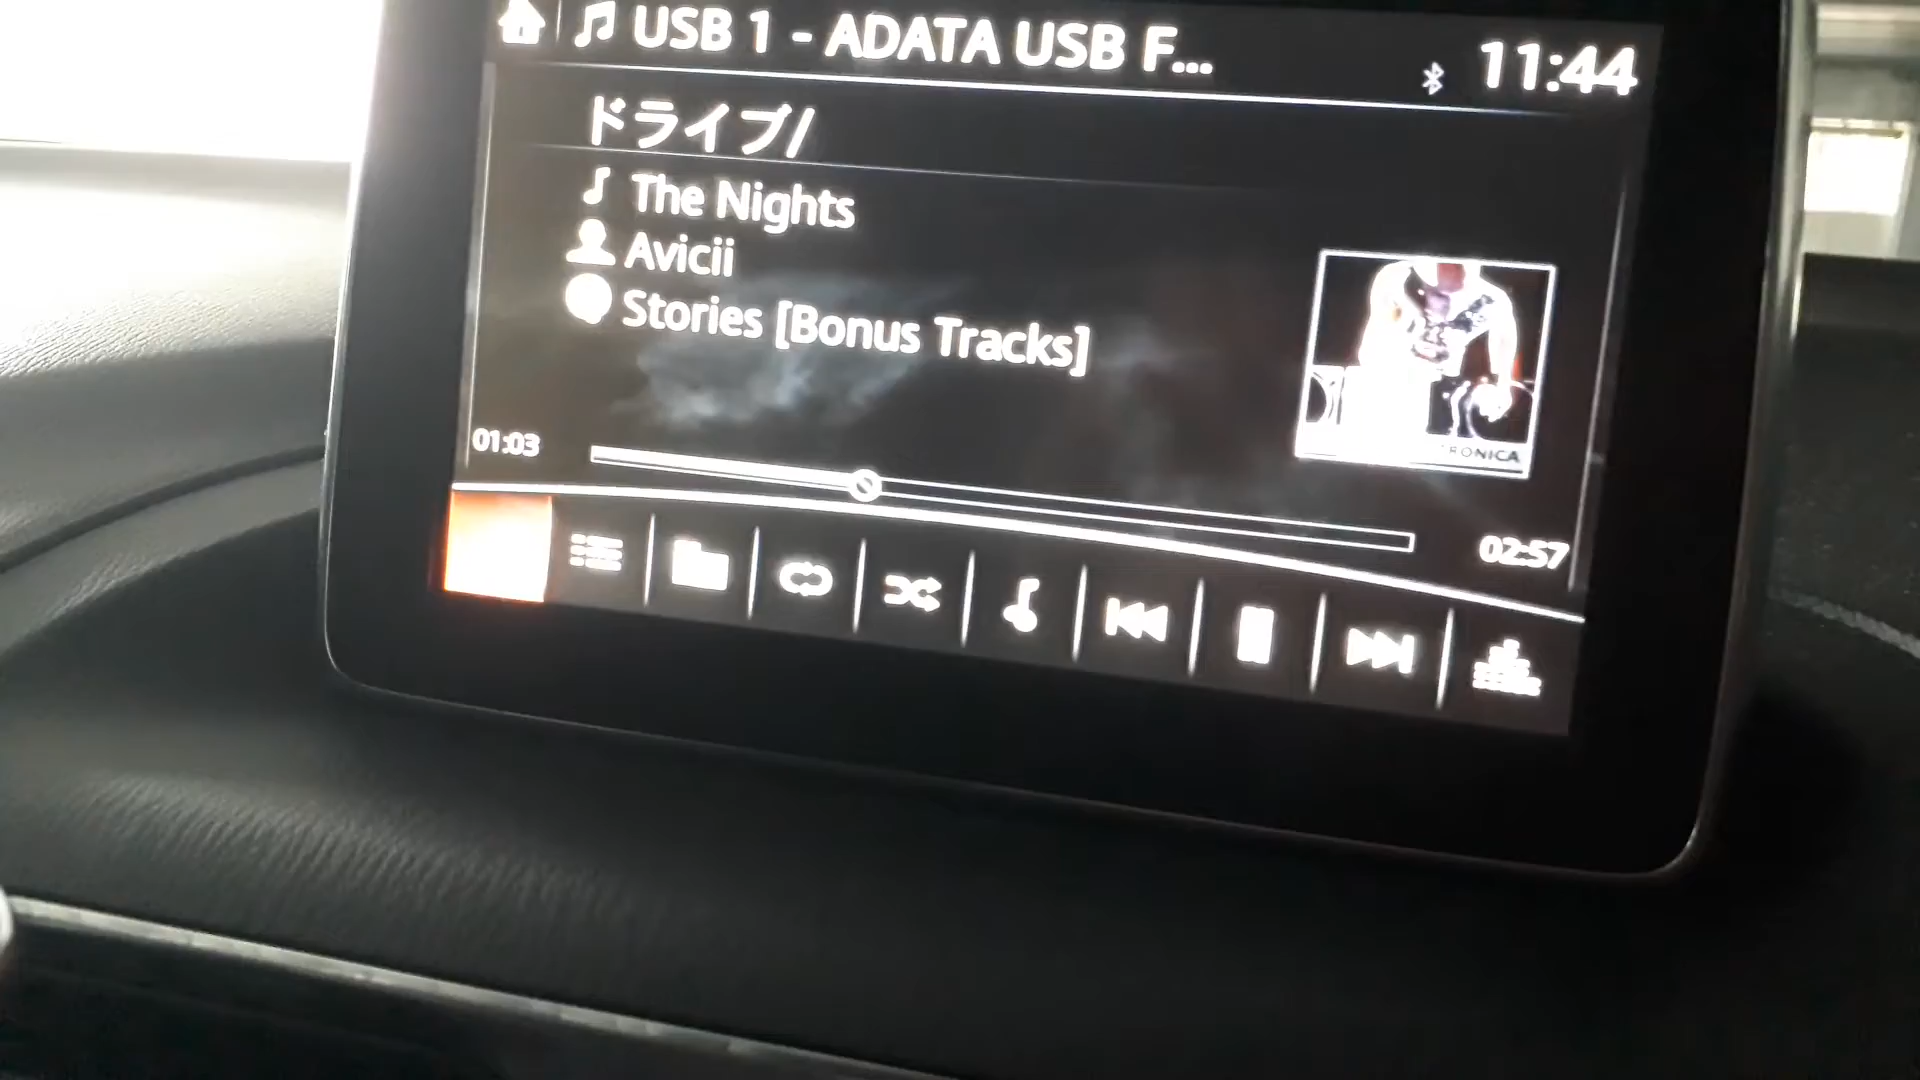 USB 1 - ADATA USB F...
11:44
ドライブ/
The Nights
Avicii
Stories [Bonus Tracks]
RONICA
01:03
02:57